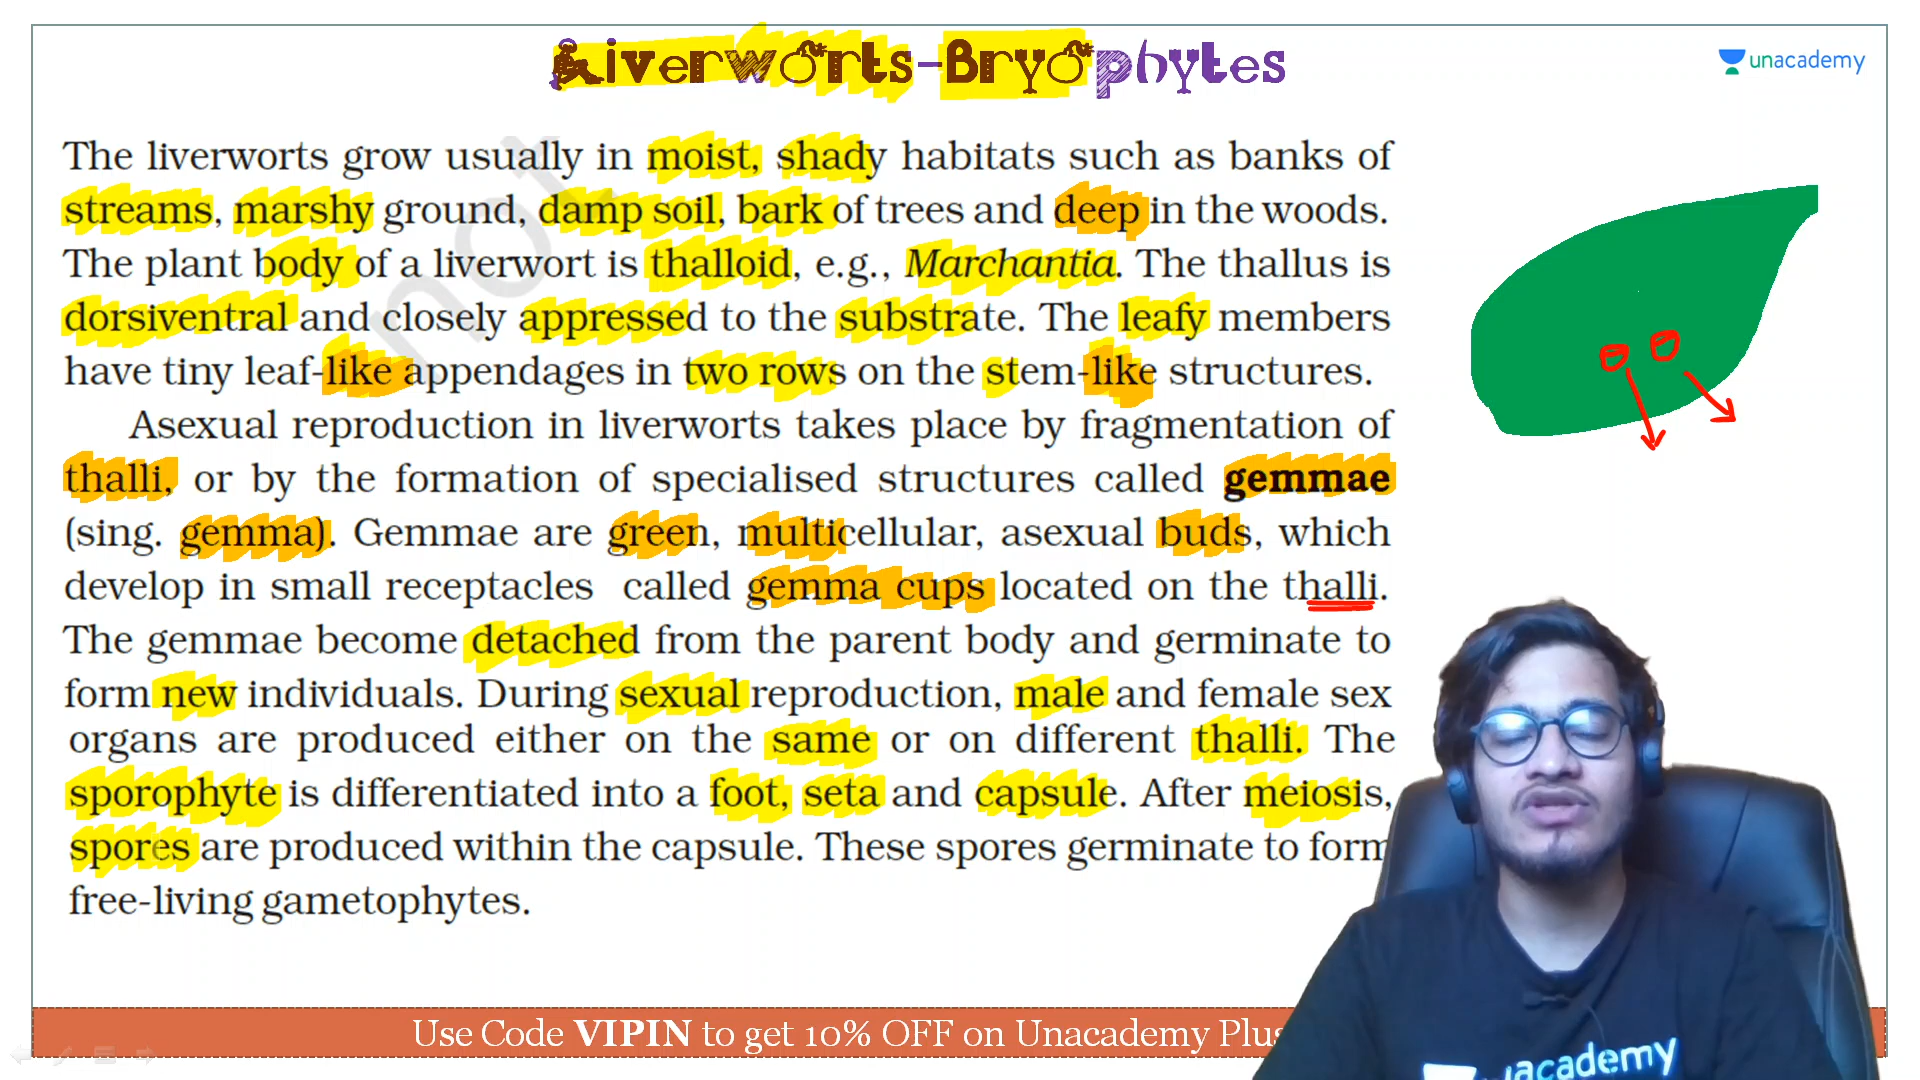 Liverworts-Bryophytes
unacademy
The liverworts grow usually in moist, shady habitats such as banks of
streams, marshy ground, damp soil, bark of trees and deep in the woods.
The plant body of a liverwort is thalloid, e.g., Marchantia. The thallus is
dorsiventral and closely appressed to the substrate. The leafy members
have tiny leaf-like appendages in two rows on the stem-like structures.
Asexual reproduction in liverworts takes place by fragmentation of
thalli, or by the formation of specialised structures called gemmae
(sing. gemma). Gemmae are green, multicellular, asexual buds, which
develop in small receptacles called gemma cups located on the thalli.
The gemmae become detached from the parent body and germinate to
form new individuals. During sexual reproduction, male and female sex
organs are produced either on the same or on different thalli. The
sporophyte is differentiated into a foot, seta and capsule. After meiosis,
spores are produced within the capsule. These spores germinate to form
free-living gametophytes.
not
Use Code VIPIN to get 10% OFF on Unacademy Plus
unacademy